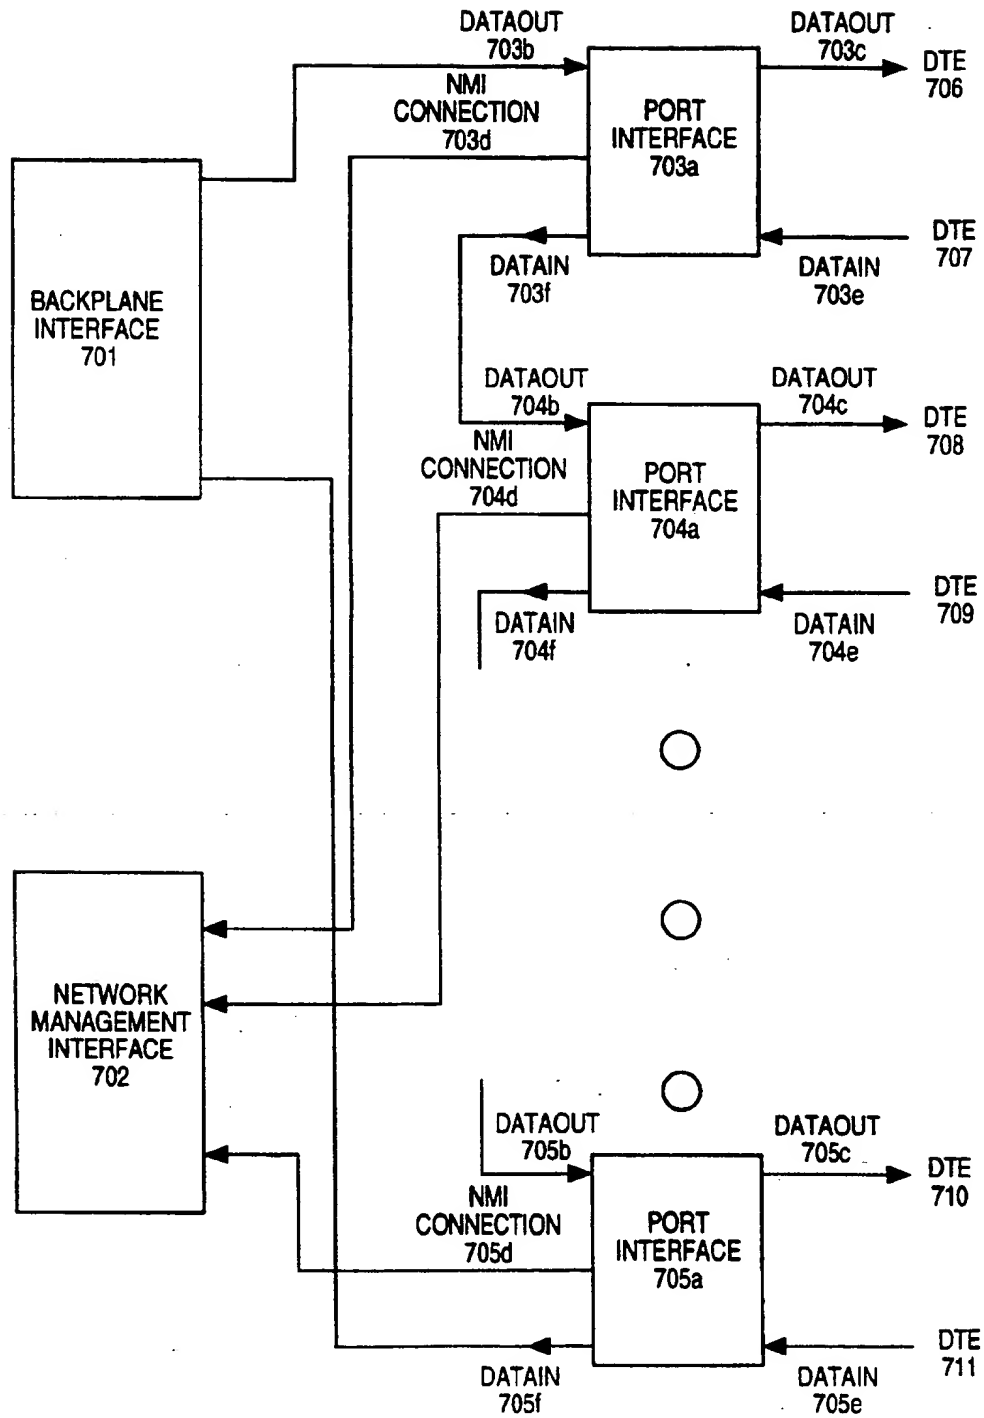 DATAOUT
703b
DATAOUT
703c
DTE
706
NMI
CONNECTION
703d
PORT
INTERFACE
703a
DTE
707
DATAIN
703f
DATAIN
703e
BACKPLANE
INTERFACE
701
DATAOUT
704b
DATAOUT
704c
DTE
708
NMI
CONNECTION
704d
PORT
INTERFACE
704a
DTE
709
DATAIN
704f
DATAIN
704e
NETWORK
MANAGEMENT
INTERFACE
702
DATAOUT
705b
DATAOUT
705c
DTE
710
NMI
CONNECTION
705d
PORT
INTERFACE
705a
DTE
711
DATAIN
705f
DATAIN
705e